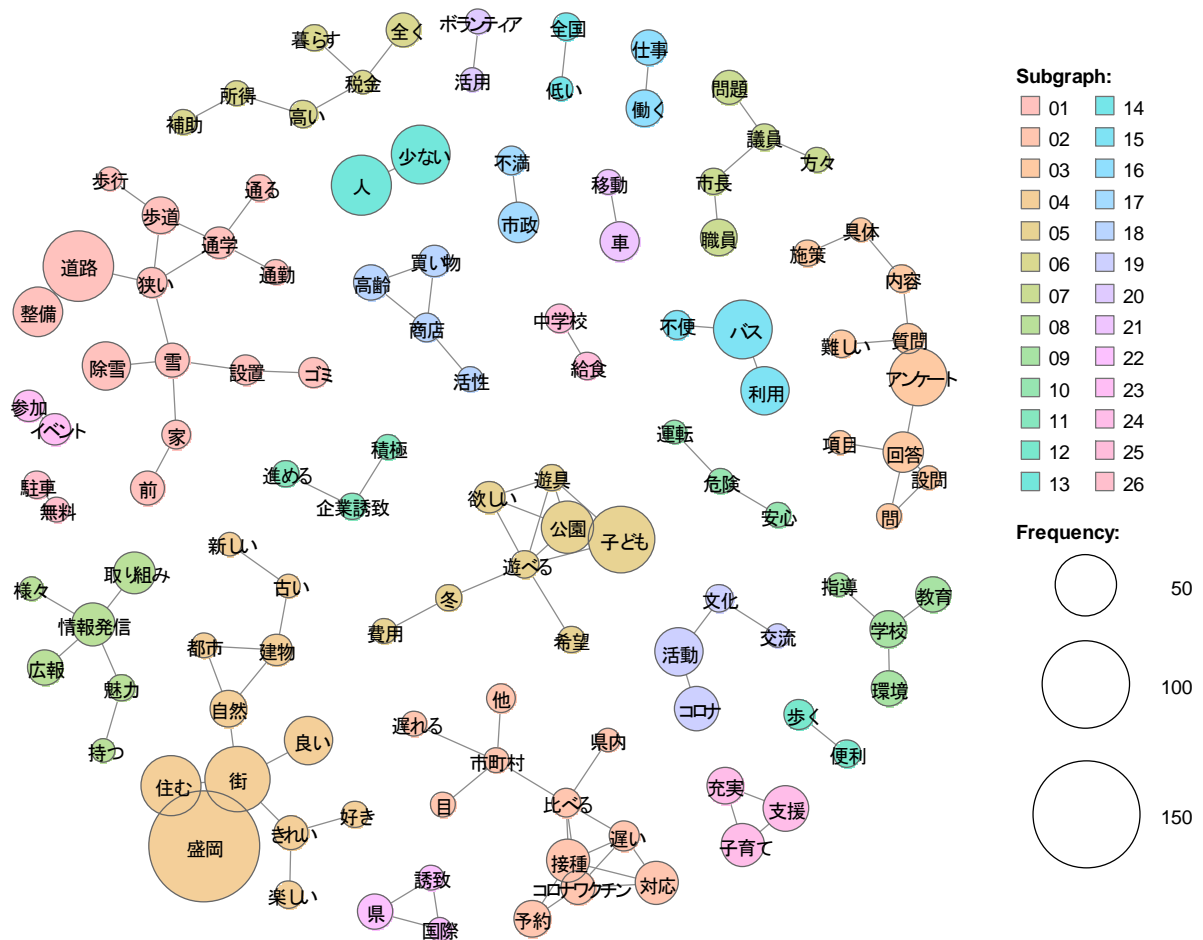 ボランティア
全国
全く
暮らす
仕事
税金
活用
低い
所得
補助
高い
働く
問題
議員
方々
市長
職員
少ない
人
不満
市政
移動
車
歩行
通る
歩道
通学
通勤
道路
狭い
整備
除雪
雪
設置
ゴミ
家
前
買い物
高齢
商店
活性
中学校
給食
不便
バス
利用
具体
施策
内容
難しい
質問
アンケート
項目
回答
設問
問
参加
イベント
駐車
無料
積極
進める
企業誘致
遊具
欲しい
公園
子ども
遊べる
冬
費用
希望
運転
危険
安心
新しい
古い
都市
建物
自然
街
良い
住む
盛岡
きれい
好き
楽しい
様々
取り組み
情報発信
広報
魅力
持つ
文化
交流
活動
コロナ
指導
教育
学校
環境
歩く
便利
充実
支援
子育て
他
遅れる
市町村
県内
目
比べる
遅い
接種
コロナワクチン
対応
予約
誘致
県
国際
Subgraph:
01 14
02 15
03 16
04 17
05 18
06 19
07 20
08 21
09 22
10 23
11 24
12 25
13 26
Frequency:
50
100
150